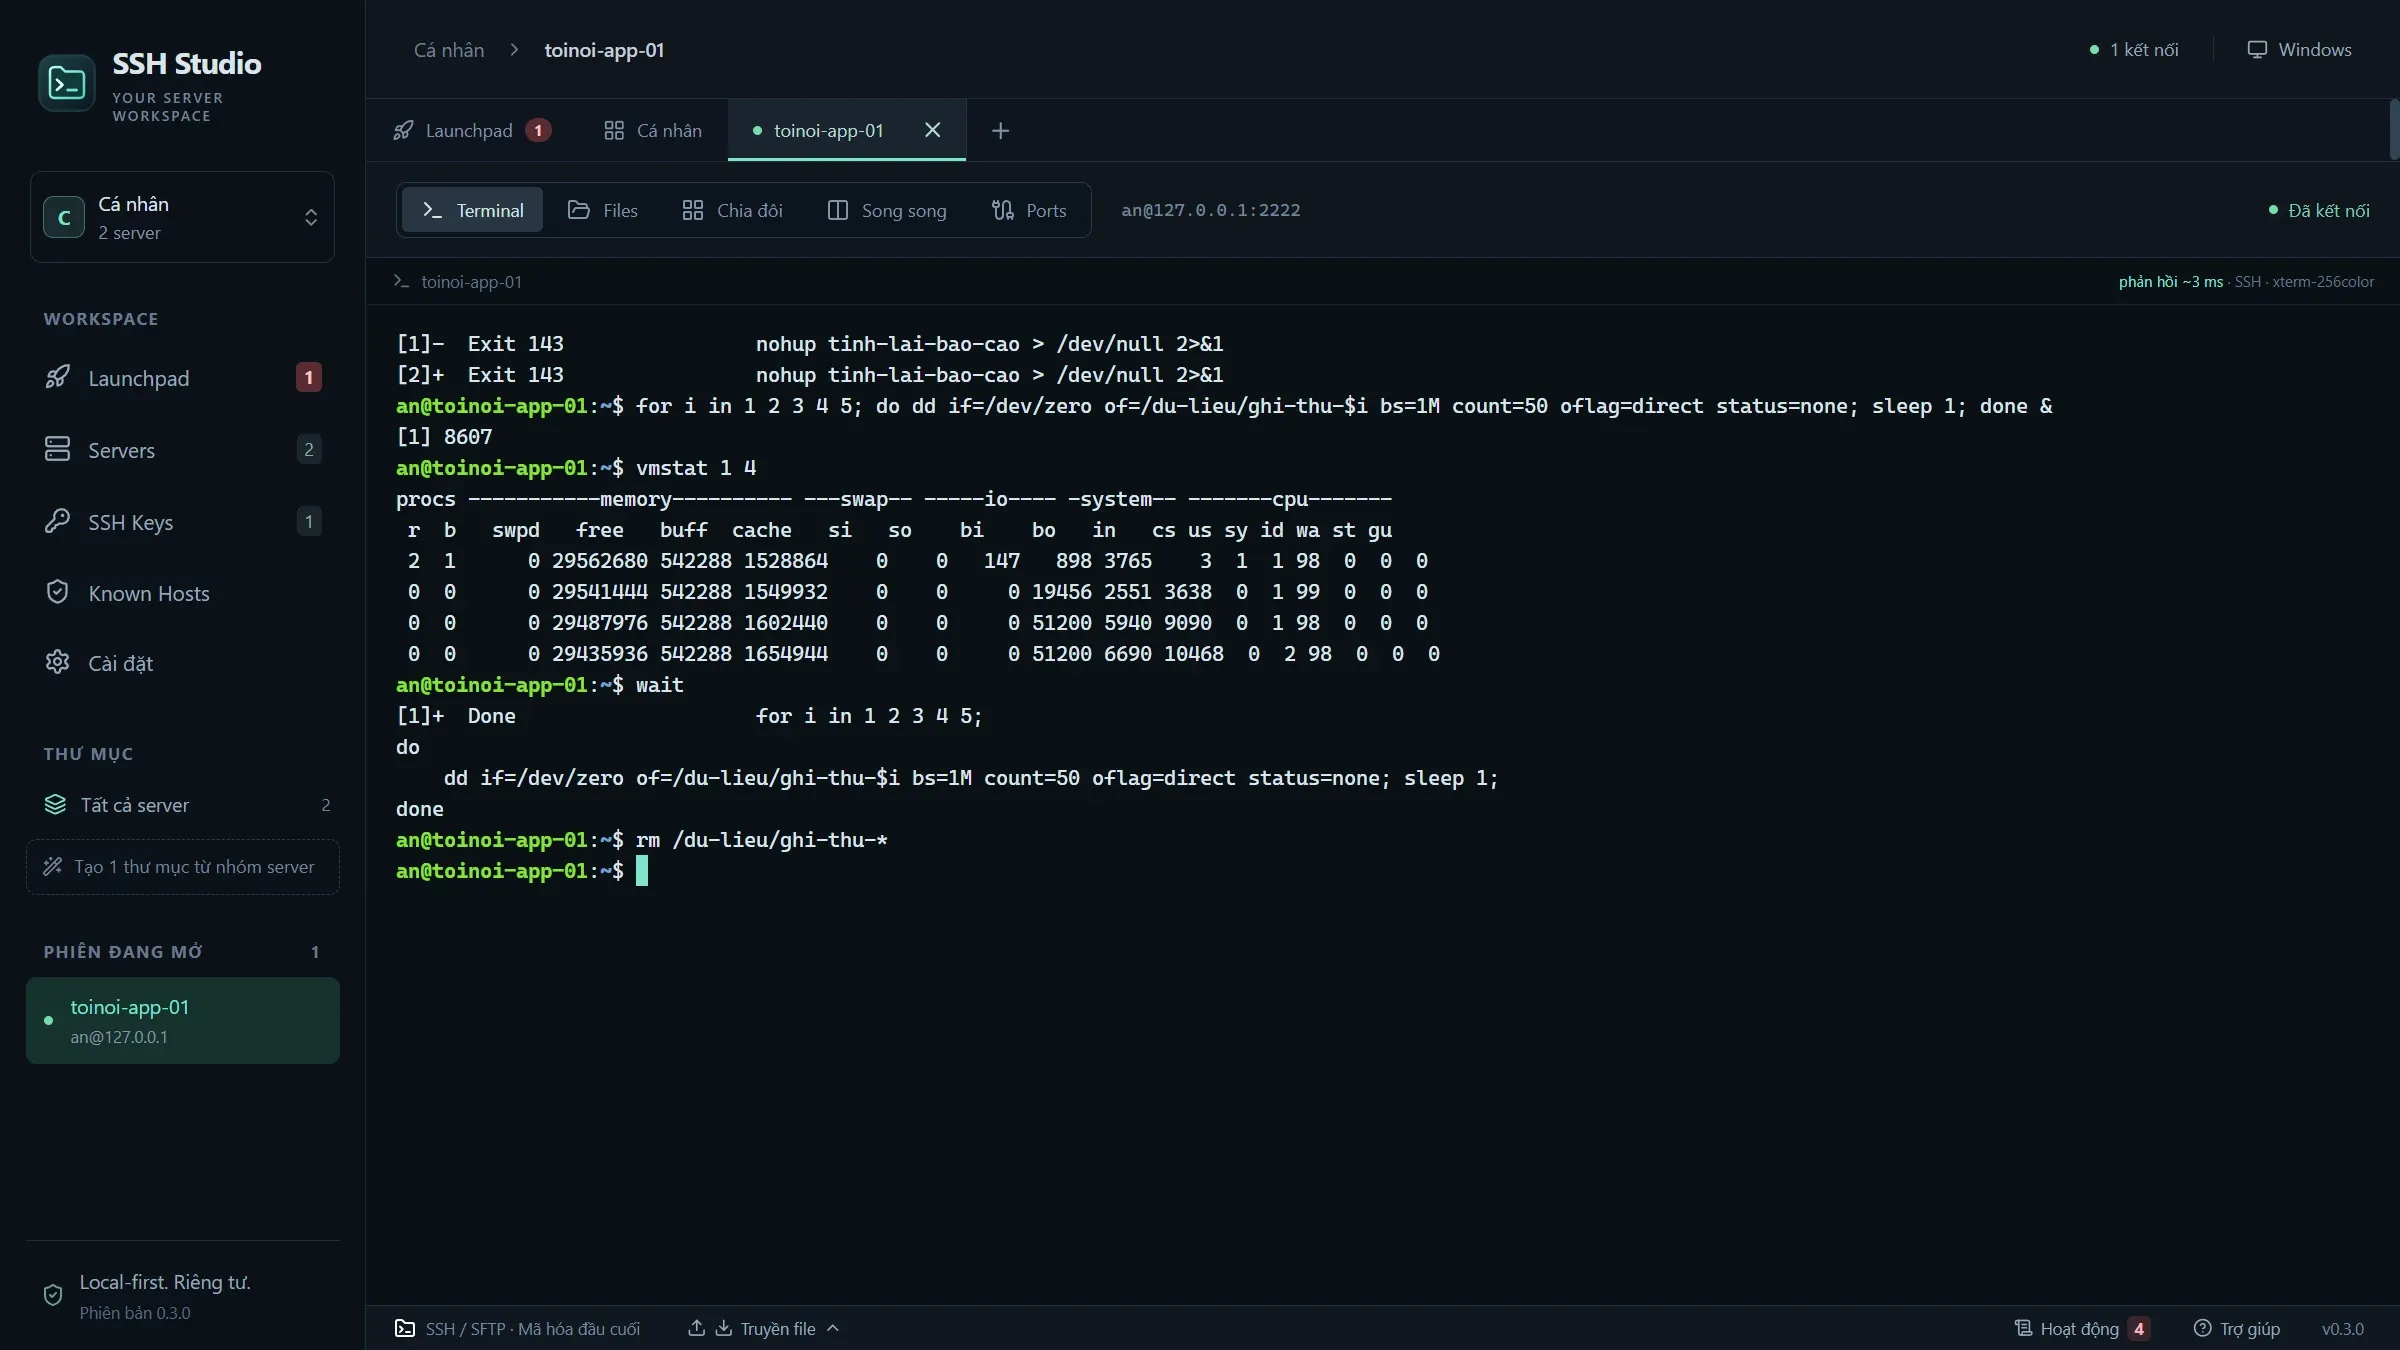 SSH Studio
YOUR SERVER
WORKSPACE
C
Cá nhân
2 server
WORKSPACE
Launchpad 1
Servers 2
SSH Keys 1
Known Hosts
Cài đặt
THƯ MỤC
Tất cả server 2
Tạo 1 thư mục từ nhóm server
PHIÊN ĐANG MỞ 1
toinoi-app-01
an@127.0.0.1
Local-first. Riêng tư.
Phiên bản 0.3.0
Cá nhân > toinoi-app-01
1 kết nối
Windows
Launchpad 1
Cá nhân
toinoi-app-01
Terminal
Files
Chia đôi
Song song
Ports
an@127.0.0.1:2222
Đã kết nối
toinoi-app-01
phản hồi ~3 ms · SSH · xterm-256color
[1]-  Exit 143                nohup tinh-lai-bao-cao > /dev/null 2>&1
[2]+  Exit 143                nohup tinh-lai-bao-cao > /dev/null 2>&1
an@toinoi-app-01:~$ for i in 1 2 3 4 5; do dd if=/dev/zero of=/du-lieu/ghi-thu-$i bs=1M count=50 oflag=direct status=none; sleep 1; done &
[1] 8607
an@toinoi-app-01:~$ vmstat 1 4
procs -----------memory---------- ---swap-- -----io---- -system-- -------cpu-------
 r  b   swpd   free   buff  cache   si   so    bi    bo   in   cs us sy id wa st gu
 2  1      0 29562680 542288 1528864    0    0   147   898 3765    3  1  1 98  0  0  0
 0  0      0 29541444 542288 1549932    0    0     0 19456 2551 3638  0  1 99  0  0  0
 0  0      0 29487976 542288 1602440    0    0     0 51200 5940 9090  0  1 98  0  0  0
 0  0      0 29435936 542288 1654944    0    0     0 51200 6690 10468  0  2 98  0  0  0
an@toinoi-app-01:~$ wait
[1]+  Done                    for i in 1 2 3 4 5;
do
    dd if=/dev/zero of=/du-lieu/ghi-thu-$i bs=1M count=50 oflag=direct status=none; sleep 1;
done
an@toinoi-app-01:~$ rm /du-lieu/ghi-thu-*
an@toinoi-app-01:~$
SSH / SFTP · Mã hóa đầu cuối
Truyền file
Hoạt động 4
Trợ giúp
v0.3.0